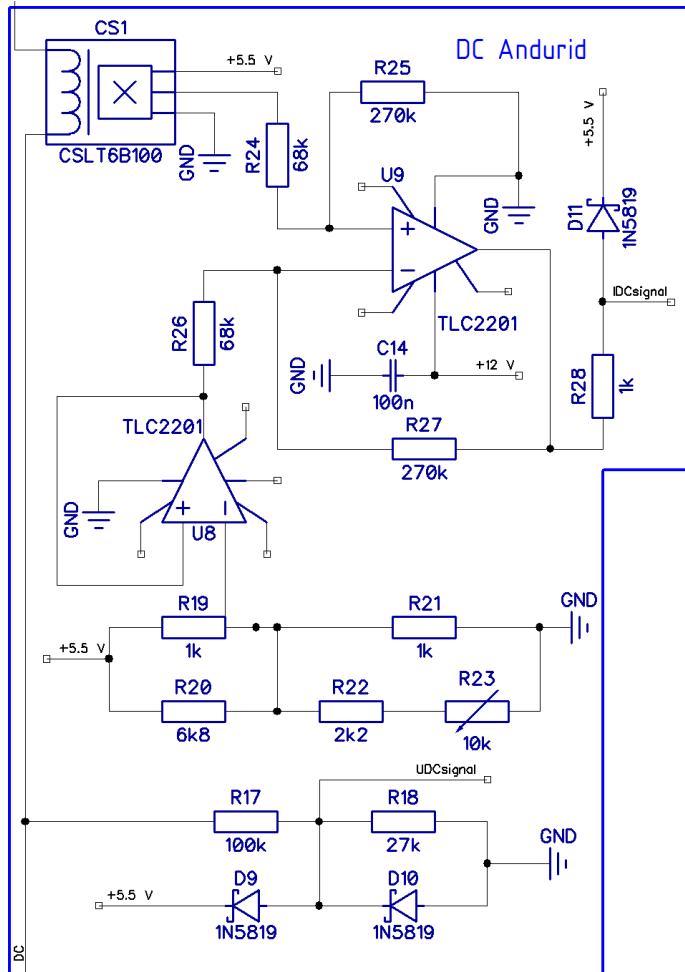 CS1
DC Andurid
+5.5 V
R25
270k
CSLT6B100
GND
R24
68k
U9
+
−
GND
+5.5 V
D11
1N5819
IDCsignal
TLC2201
R26
68k
C14
100n
GND
+12 V
R28
1k
R27
270k
TLC2201
GND
+
−
U8
R19
1k
R21
1k
GND
+5.5 V
R20
6k8
R22
2k2
R23
10k
UDCsignal
R17
100k
R18
27k
GND
D9
1N5819
D10
1N5819
+5.5 V
DC